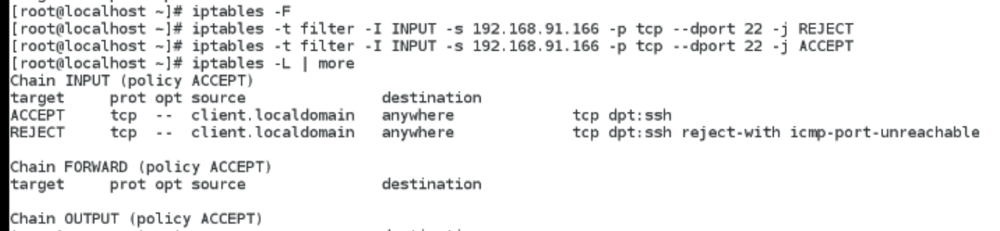 [root@localhost ~]# iptables -F
[root@localhost ~]# iptables -t filter -I INPUT -s 192.168.91.166 -p tcp --dport 22 -j REJECT
[root@localhost ~]# iptables -t filter -I INPUT -s 192.168.91.166 -p tcp --dport 22 -j ACCEPT
[root@localhost ~]# iptables -L | more
Chain INPUT (policy ACCEPT)
target     prot opt source               destination
ACCEPT     tcp  --  client.localdomain   anywhere             tcp dpt:ssh
REJECT     tcp  --  client.localdomain   anywhere             tcp dpt:ssh reject-with icmp-port-unreachable

Chain FORWARD (policy ACCEPT)
target     prot opt source               destination

Chain OUTPUT (policy ACCEPT)